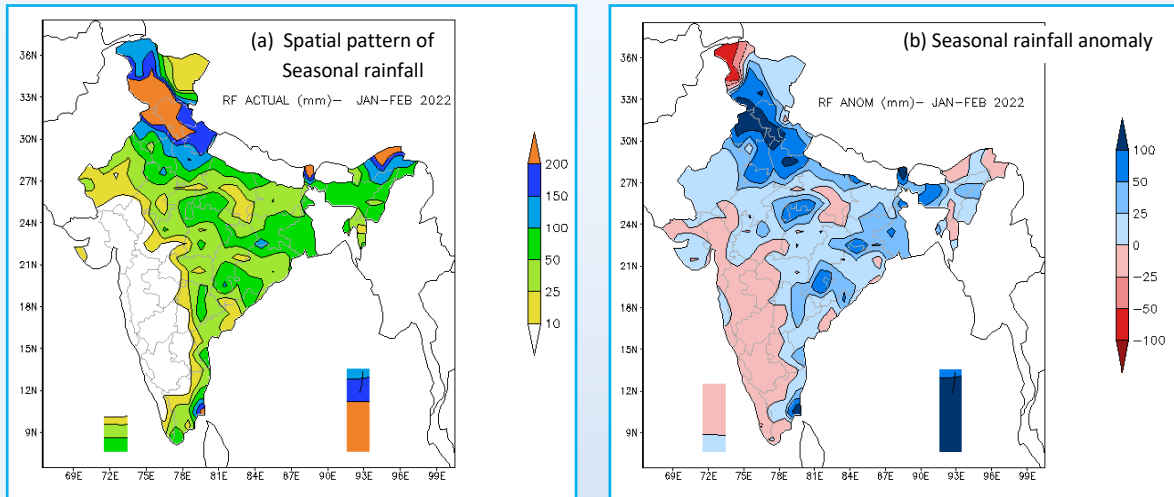 (a) Spatial pattern of
Seasonal rainfall
RF ACTUAL (mm)– JAN–FEB 2022
36N
33N
30N
27N
24N
21N
18N
15N
12N
9N
69E 72E 75E 78E 81E 84E 87E 90E 93E 96E 99E
200
150
100
50
25
10
(b) Seasonal rainfall anomaly
RF ANOM (mm)– JAN–FEB 2022
36N
33N
30N
27N
24N
21N
18N
15N
12N
9N
69E 72E 75E 78E 81E 84E 87E 90E 93E 96E 99E
100
50
25
0
−25
−50
−100